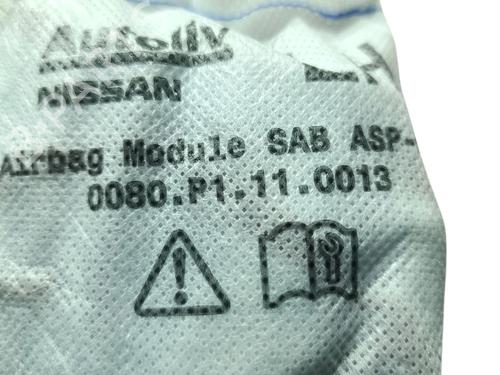 Autoliv
NISSAN
Airbag Module SAB ASP-
0080.P1.11.0013